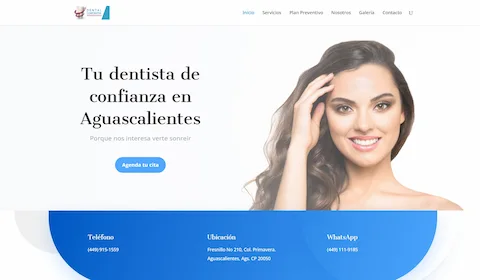 DENTAL
Inicio Servicios Plan Preventivo Nosotros Galeria Contacto
Tu dentista de
confianza en
Aguascalientes
Porque nos interesa verte sonreir
Agenda tu cita
Teléfono
(449) 915-1559
Ubicación
Fresnillo No 210, Col. Primavera.
Aguascalientes, Ags. CP 20050
WhatsApp
(449) 111-8185